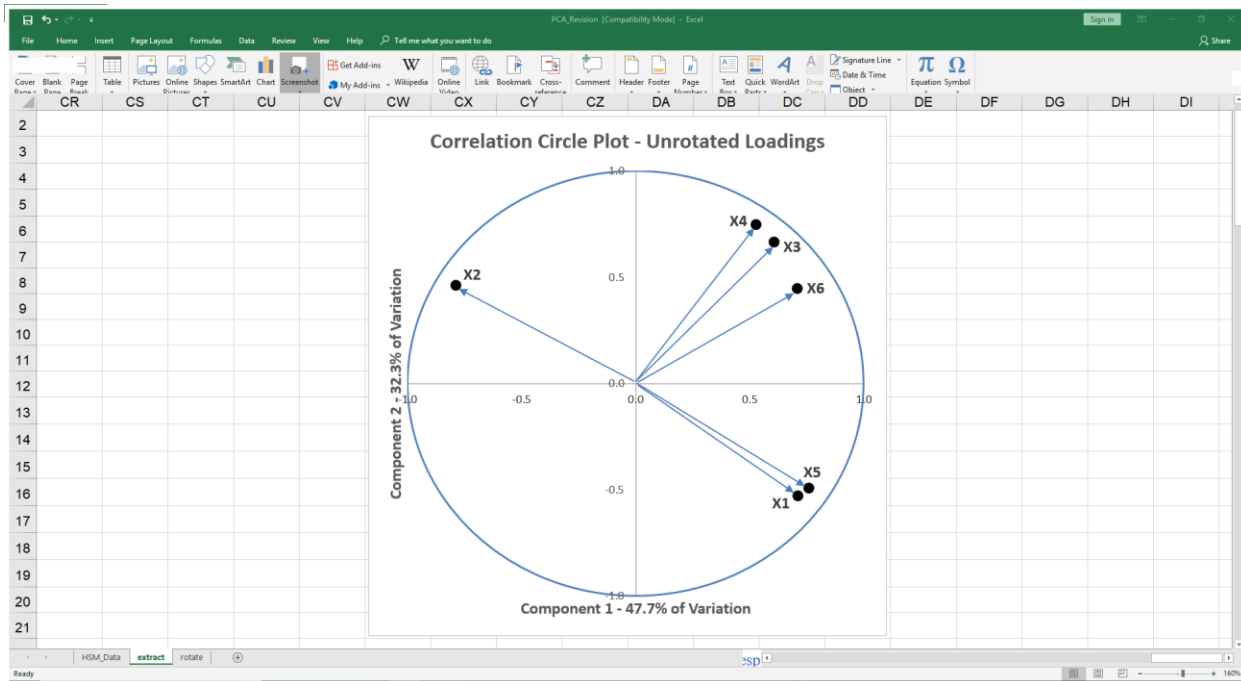 PCA_Revision [Compatibility Mode] - Excel
Sign in
File Home Insert Page Layout Formulas Data Review View Help Tell me what you want to do
Share
Get Add-ins
My Add-ins
Signature Line
Date & Time
Object
Cover Blank Page Table Pictures Online Shapes SmartArt Chart Screenshot W Wikipedia Online Link Bookmark Cross- Comment Header Footer Page Text Quick WordArt Drop Equation Symbol
CR CS CT CU CV CW CX CY CZ DA DB DC DD DE DF DG DH DI
2
3
4
5
6
7
8
9
10
11
12
13
14
15
16
17
18
19
20
21
Correlation Circle Plot - Unrotated Loadings
1.0
X4
X3
X2
0.5
X6
Component 2 - 32.3% of Variation
0.0
-1.0 -0.5 0.0 0.5 1.0
X5
-0.5
X1
-1.0
Component 1 - 47.7% of Variation
HSM_Data extract rotate
esp
Ready
160%